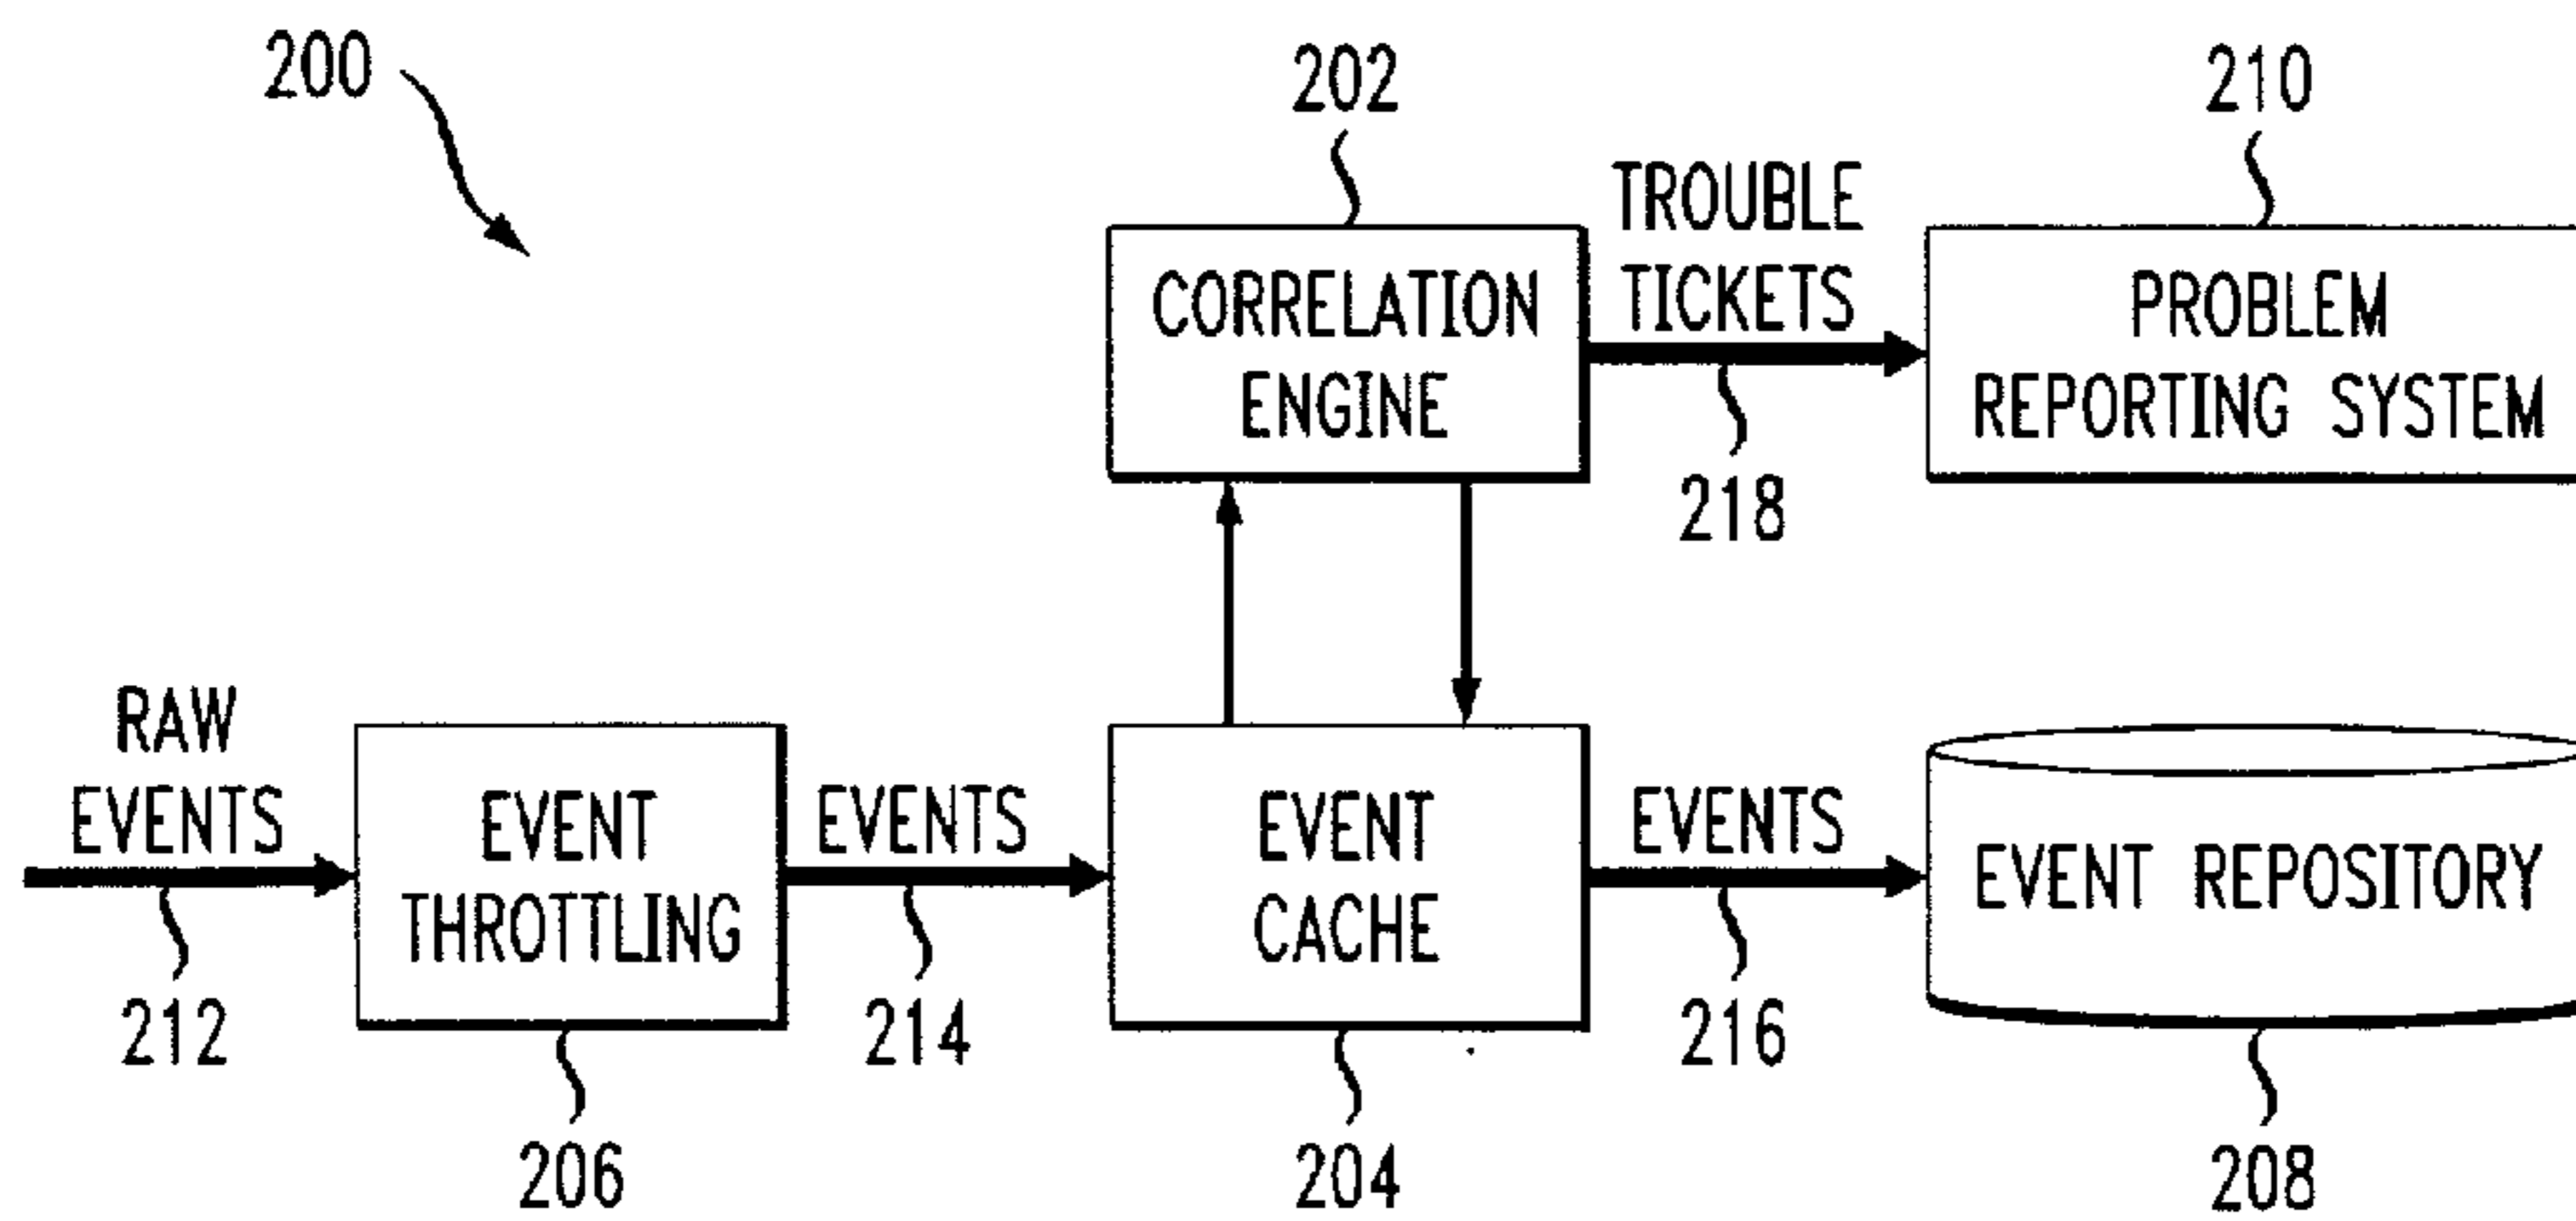 200
202
210
TROUBLE
TICKETS
CORRELATION
ENGINE
PROBLEM
REPORTING SYSTEM
218
RAW
EVENTS
EVENT
THROTTLING
EVENTS
EVENT
CACHE
EVENTS
EVENT REPOSITORY
212
214
216
206
204
208